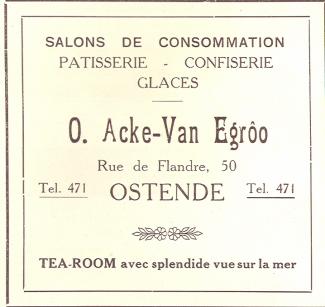 SALONS DE CONSOMMATION
PATISSERIE - CONFISERIE
GLACES
O. Acke-Van Egrôo
Rue de Flandre, 50
Tel. 471 OSTENDE Tel. 471
TEA-ROOM avec splendide vue sur la mer